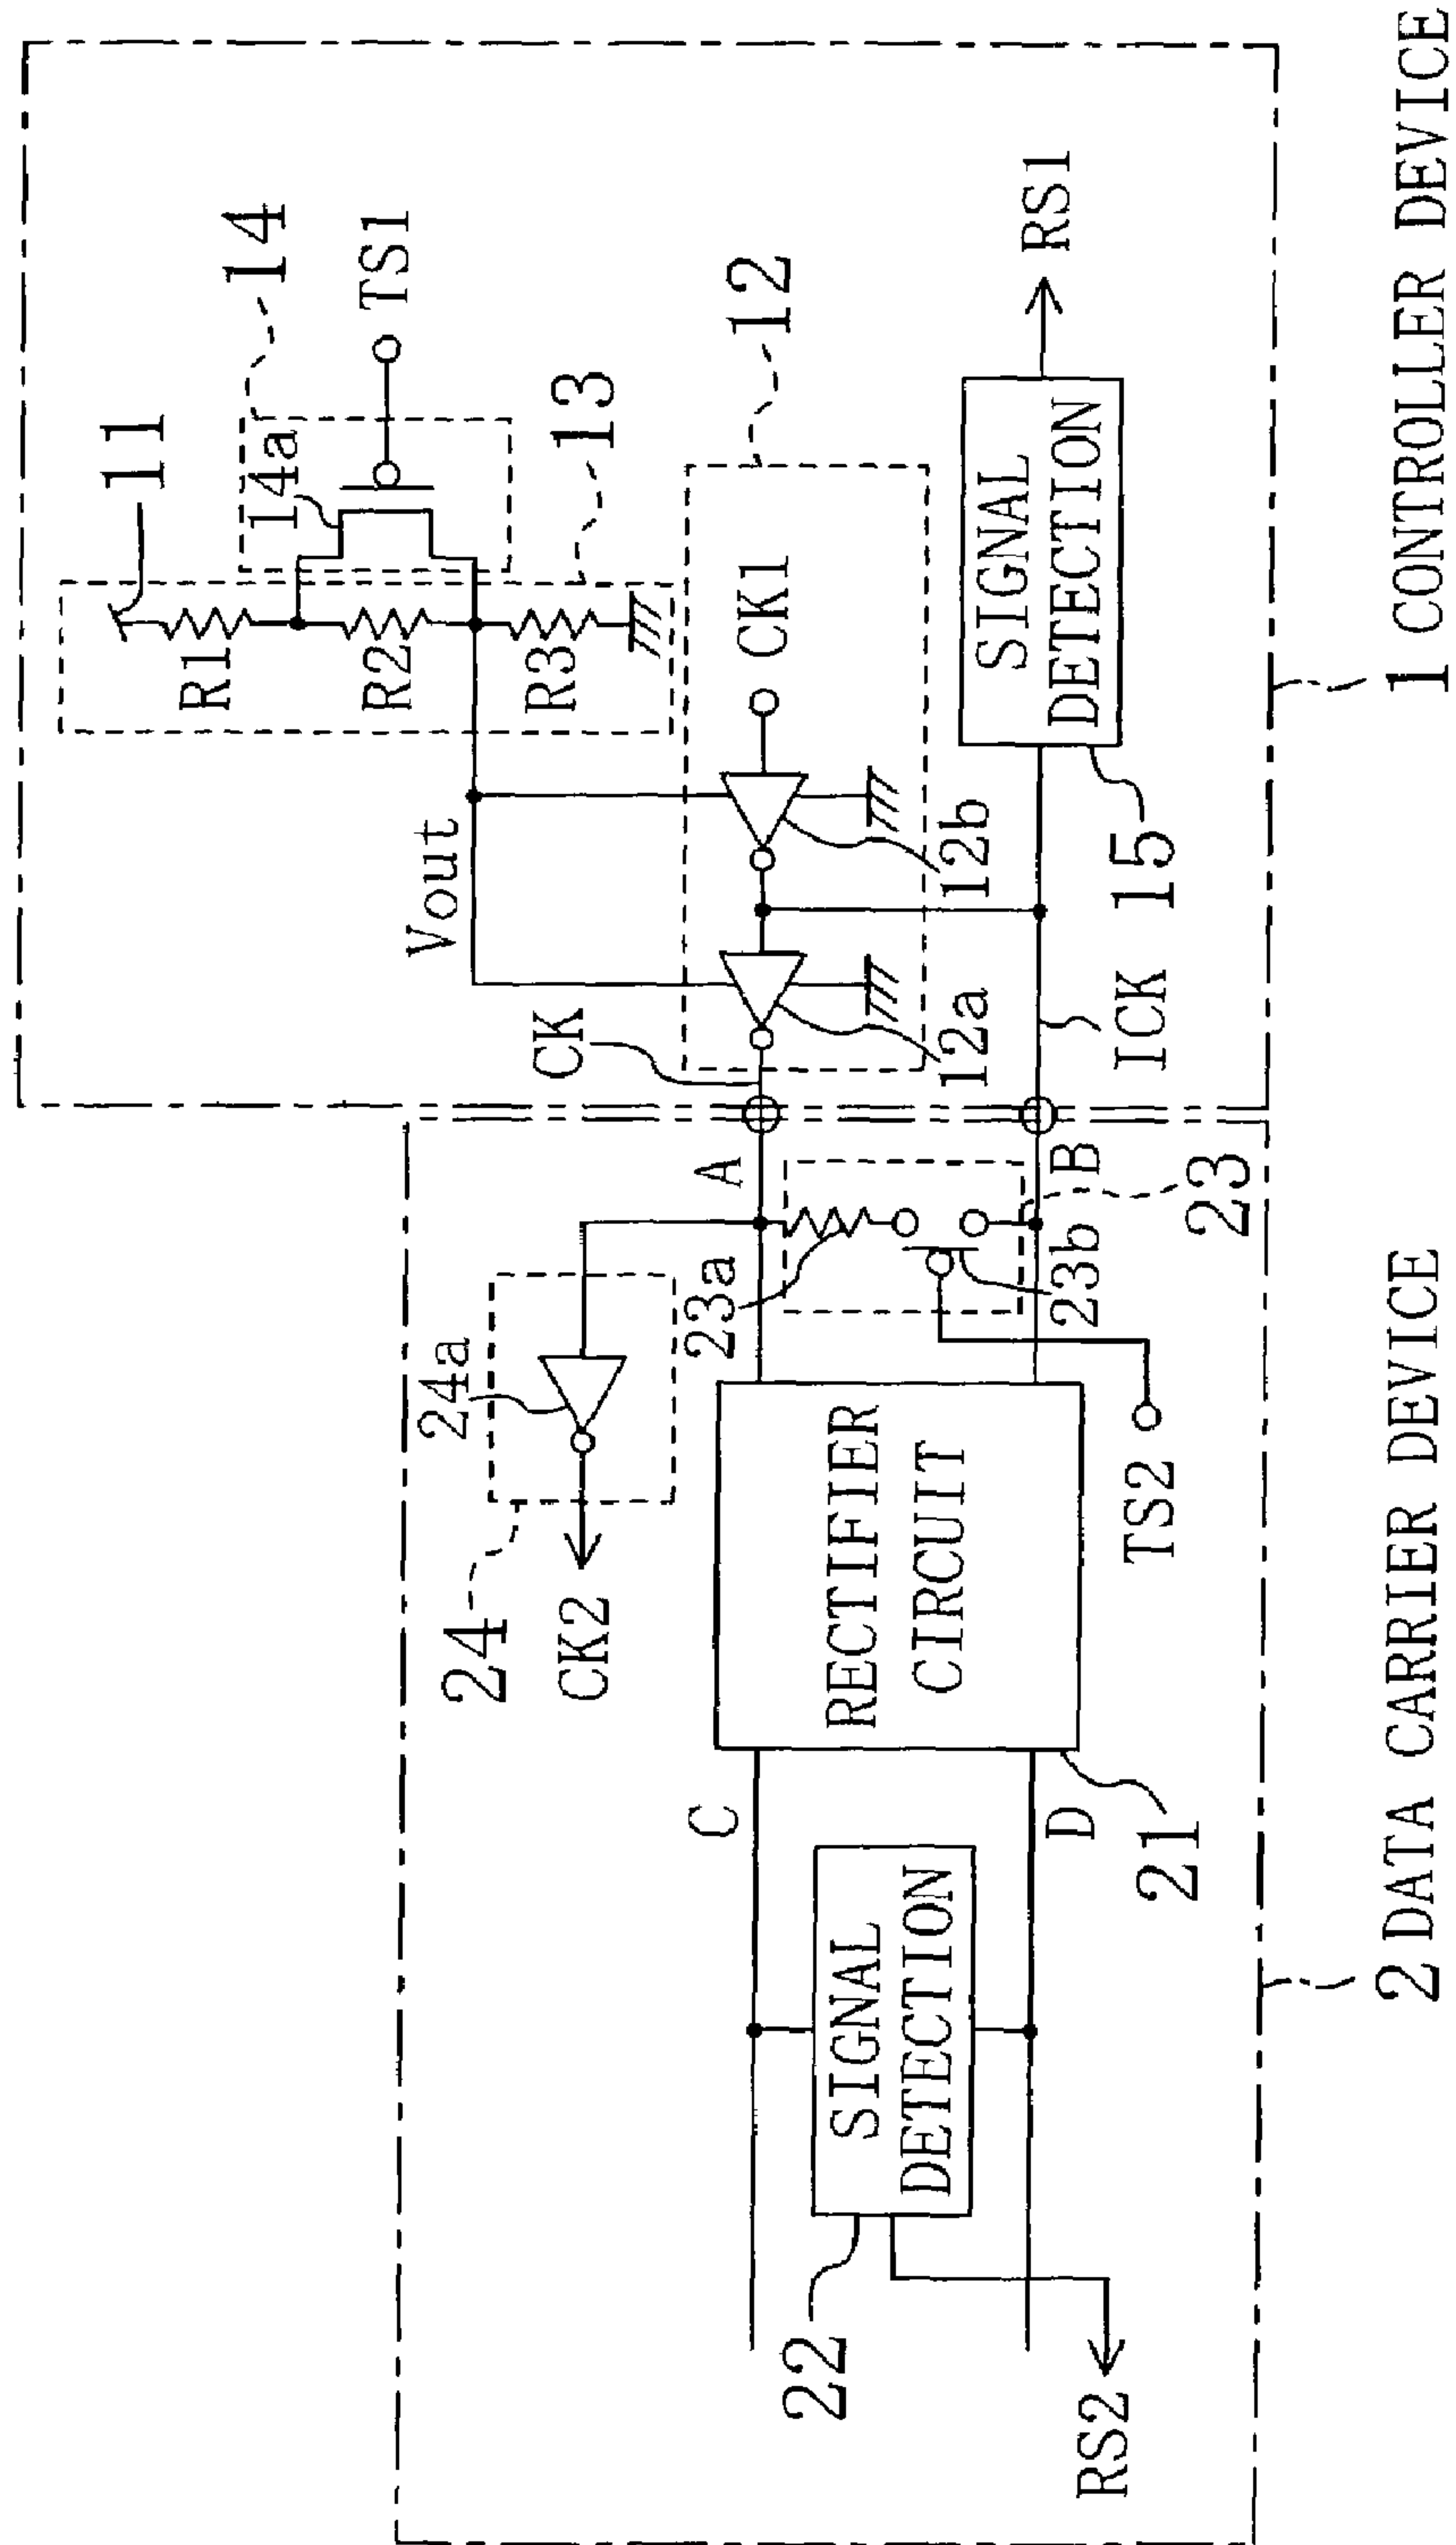 11
14
14a
TS1
13
R1
R2
R3
Vout
12
CK1
12b
12a
CK
ICK
SIGNAL
DETECTION
15
RS1
1 CONTROLLER DEVICE
A
B
23
23a
23b
24a
24
CK2
RECTIFIER
CIRCUIT
TS2
C
D
21
SIGNAL
DETECTION
22
RS2
2 DATA CARRIER DEVICE